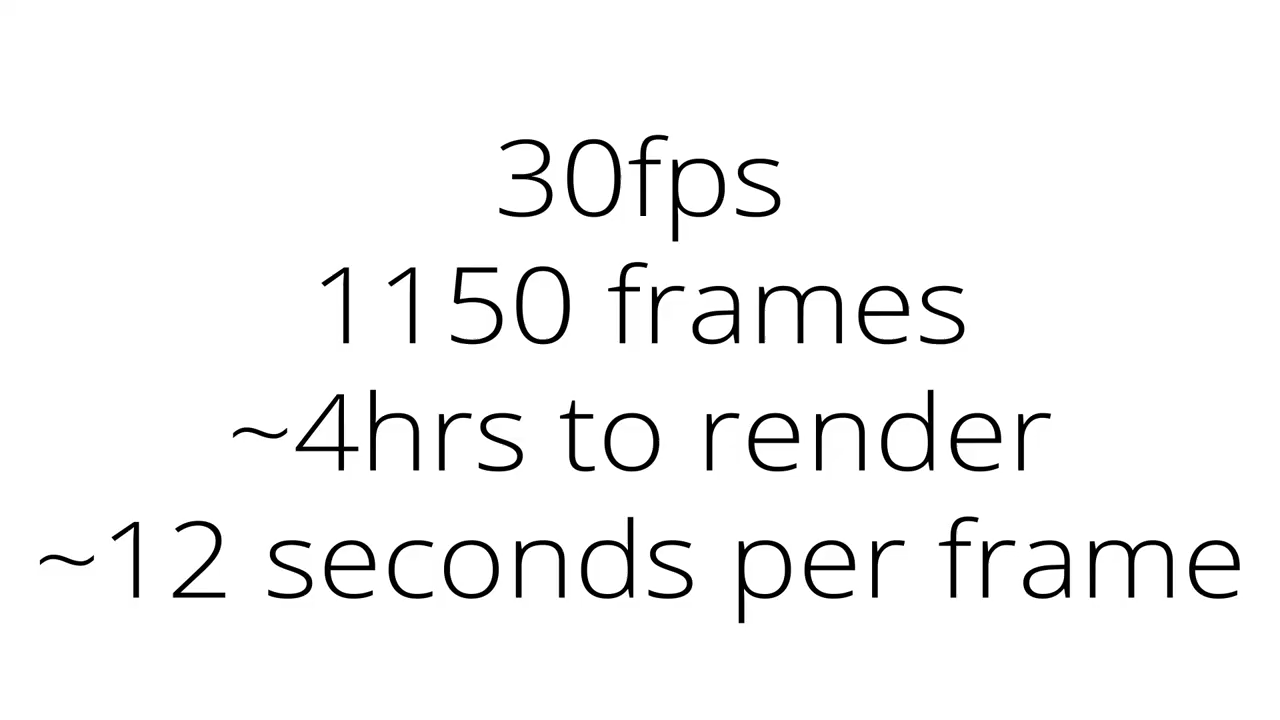 30fps
1150 frames
~4hrs to render
~12 seconds per frame